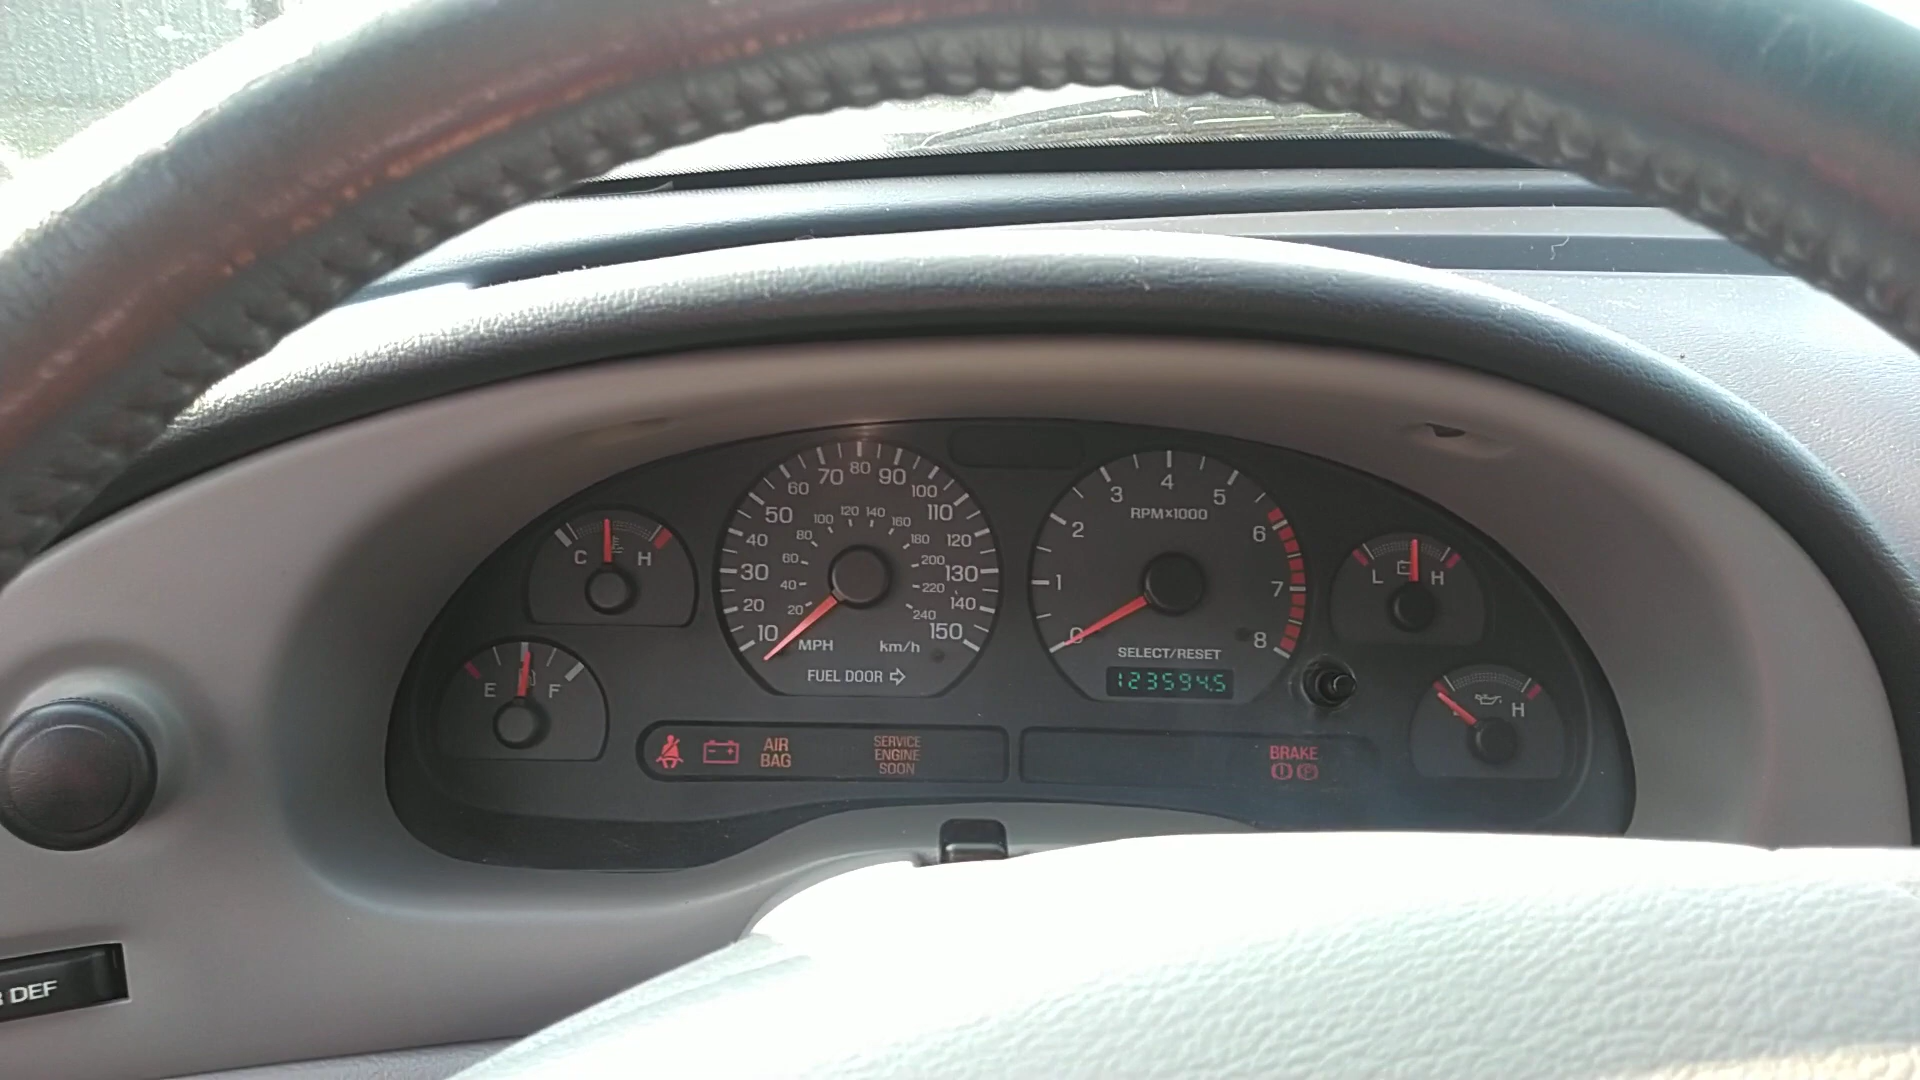 60 70 80 90 100
50 110
40 120
30 130
20 140
10 150
100 120 140 160
80 180
60 200
40 220
20 240
MPH km/h
FUEL DOOR
C H
E F
3 4 5
2 6
1 7
0 8
RPM×1000
SELECT/RESET
123594.5
L H
H
AIR
BAG
SERVICE
ENGINE
SOON
BRAKE
P
DEF